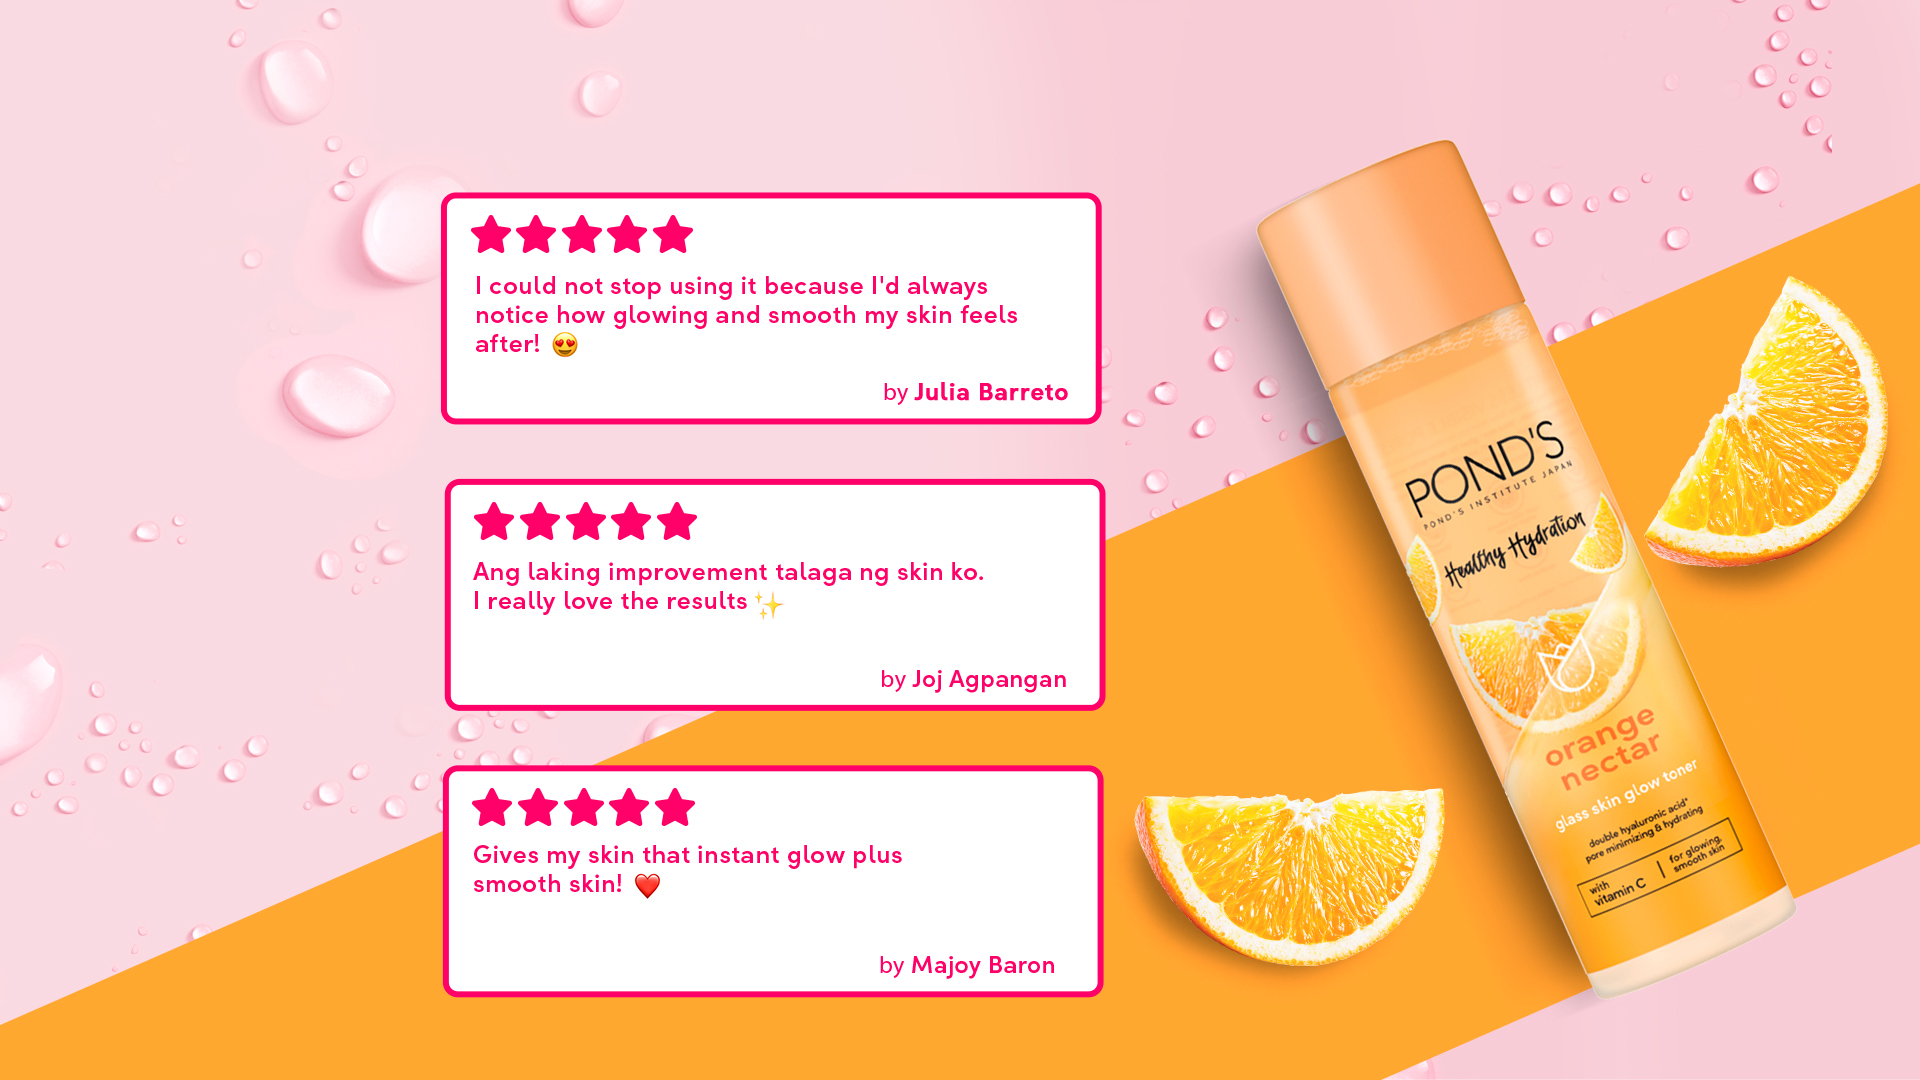 I could not stop using it because I'd always
notice how glowing and smooth my skin feels
after! 😍
by Julia Barreto
Ang laking improvement talaga ng skin ko.
I really love the results ✨
by Joj Agpangan
Gives my skin that instant glow plus
smooth skin! ❤️
by Majoy Baron
POND'S
POND'S INSTITUTE JAPAN
Healthy Hydration
orange
nectar
glass skin glow toner
double hyaluronic acid*
pore minimizing & hydrating
with
vitamin C
for glowing,
smooth skin